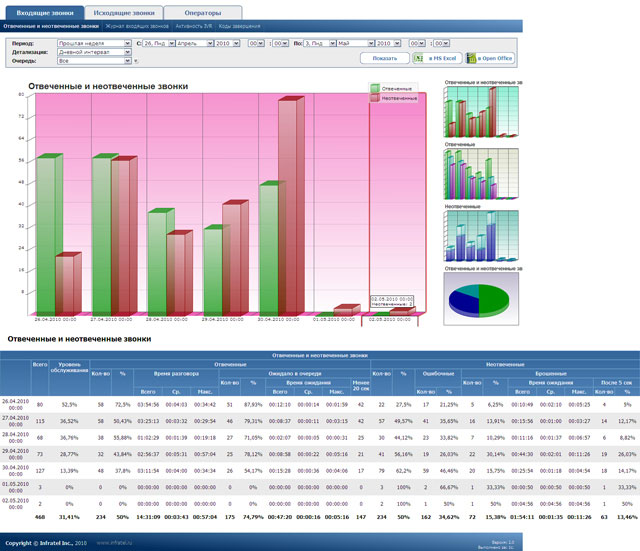 Входящие звонки Исходящие звонки Операторы
Отвеченные и неотвеченные звонки Журнал входящих звонков Активность IVR Коды завершения
Период: Прошлая неделя С: 26, Пнд Апрель 2010 00 : 00 По: 3, Пнд Май 2010 00 : 00
Детализация: Дневной интервал
Очередь: Все
Показать в MS Excel в Open Office
Отвеченные и неотвеченные звонки
Отвеченные
Неотвеченные
80
72
64
56
48
40
32
24
16
8
02.05.2010 00:00
Неотвеченные: 2
26.04.2010 00:00 27.04.2010 00:00 28.04.2010 00:00 29.04.2010 00:00 30.04.2010 00:00 01.05.2010 00:00 02.05.2010 00:00
Отвеченные и неотвеченные зв
Отвеченные
Неотвеченные
Отвеченные и неотвеченные зв
Отвеченные и неотвеченные звонки
Отвеченные и неотвеченные звонки
Всего Уровень обслуживания Отвеченные Неотвеченные
Кол-во % Время разговора Ожидало в очереди Менее 20 сек Кол-во % Ошибочные Брошенные
Кол-во % Время ожидания Кол-во % Кол-во % Время ожидания После 5 сек
Всего Ср. Макс. Всего Ср. Макс. Всего Ср. Макс. Кол-во %
26.04.2010 00:00 80 52,5% 58 72,5% 03:54:56 00:04:03 00:34:42 51 87,93% 00:12:10 00:00:14 00:01:59 42 22 27,5% 17 21,25% 5 6,25% 00:10:49 00:02:10 00:05:25 4 5%
27.04.2010 00:00 115 36,52% 58 50,43% 03:25:13 00:03:32 00:29:54 46 79,31% 00:08:37 00:00:11 00:03:15 42 57 49,57% 41 35,65% 16 13,91% 00:15:56 00:01:00 00:03:27 14 12,17%
28.04.2010 00:00 68 36,76% 38 55,88% 01:02:29 00:01:39 00:19:18 27 71,05% 00:02:07 00:00:05 00:00:31 25 30 44,12% 23 33,82% 7 10,29% 00:11:16 00:01:37 00:06:57 6 8,82%
29.04.2010 00:00 73 28,77% 32 43,84% 02:56:37 00:05:31 00:57:04 25 78,12% 00:08:58 00:00:22 00:05:16 21 41 56,16% 19 26,03% 22 30,14% 00:44:30 00:02:01 00:11:26 19 26,03%
30.04.2010 00:00 127 13,39% 48 37,8% 03:11:54 00:04:00 00:34:34 26 54,17% 00:15:28 00:00:36 00:04:06 17 79 62,2% 59 46,46% 20 15,75% 00:25:54 00:01:18 00:04:54 18 14,17%
01.05.2010 00:00 3 0% 0 0% 00:00:00 00:00:00 00:00:00 0 0% 00:00:00 00:00:00 00:00:00 0 3 100% 2 66,67% 1 33,33% 00:00:50 00:00:50 00:00:50 1 33,33%
02.05.2010 00:00 2 0% 0 0% 00:00:00 00:00:00 00:00:00 0 0% 00:00:00 00:00:00 00:00:00 0 2 100% 1 50% 1 50% 00:04:56 00:04:56 00:04:56 1 50%
468 31,41% 234 50% 14:31:09 00:03:43 00:57:04 175 74,79% 00:47:20 00:00:16 00:05:16 147 234 50% 162 34,62% 72 15,38% 01:54:11 00:01:35 00:11:26 63 13,46%
Copyright © Infratel Inc., 2010 www.infratel.ru